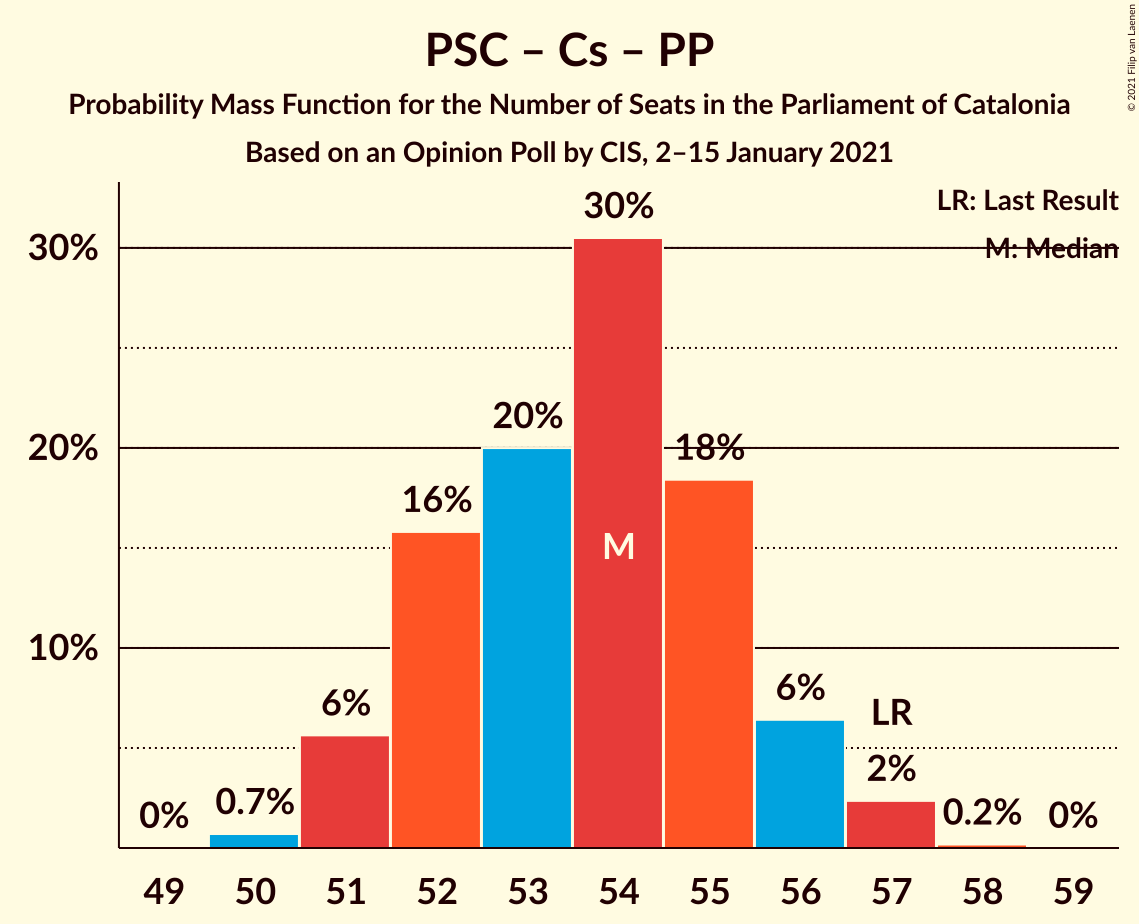 PSC – Cs – PP
Probability Mass Function for the Number of Seats in the Parliament of Catalonia
Based on an Opinion Poll by CIS, 2–15 January 2021
© 2021 Filip van Laenen
LR: Last Result
M: Median
30%
20%
10%
0%
0.7%
6%
16%
20%
30%
M
18%
6%
LR
2%
0.2%
0%
49 50 51 52 53 54 55 56 57 58 59